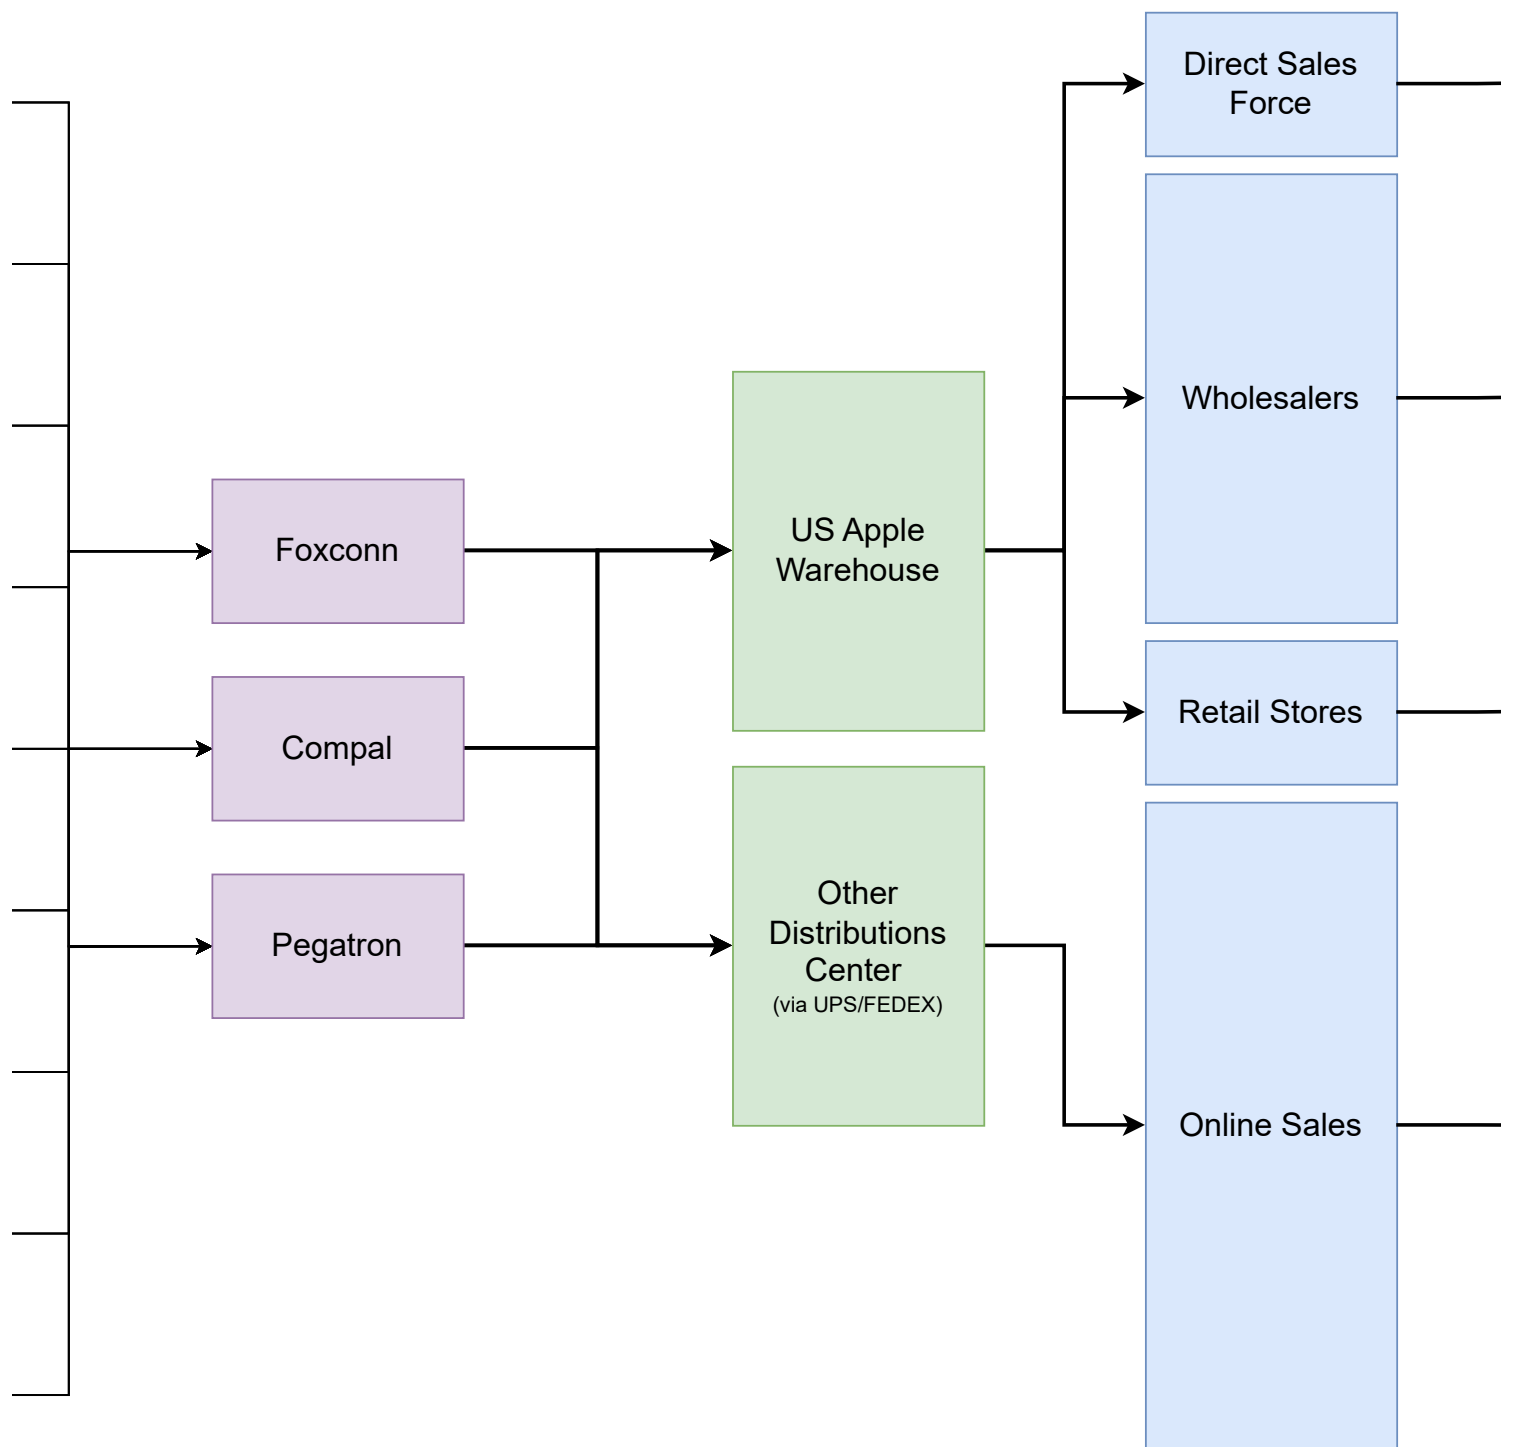 Direct Sales
Force
Wholesalers
US Apple
Warehouse
Foxconn
Retail Stores
Compal
Other
Distributions
Center
(via UPS/FEDEX)
Pegatron
Online Sales